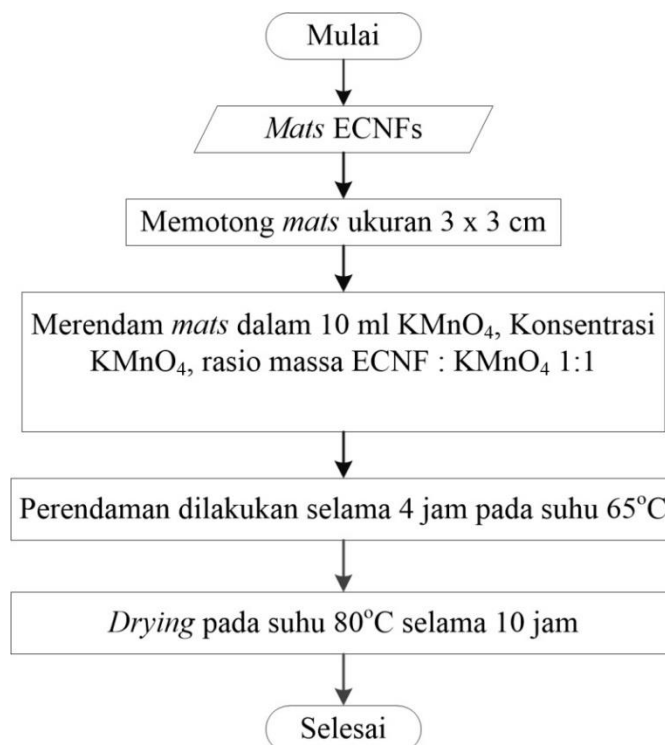 Mulai
Mats ECNFs
Memotong mats ukuran 3 x 3 cm
Merendam mats dalam 10 ml KMnO₄, Konsentrasi
KMnO₄, rasio massa ECNF : KMnO₄ 1:1
Perendaman dilakukan selama 4 jam pada suhu 65°C
Drying pada suhu 80°C selama 10 jam
Selesai